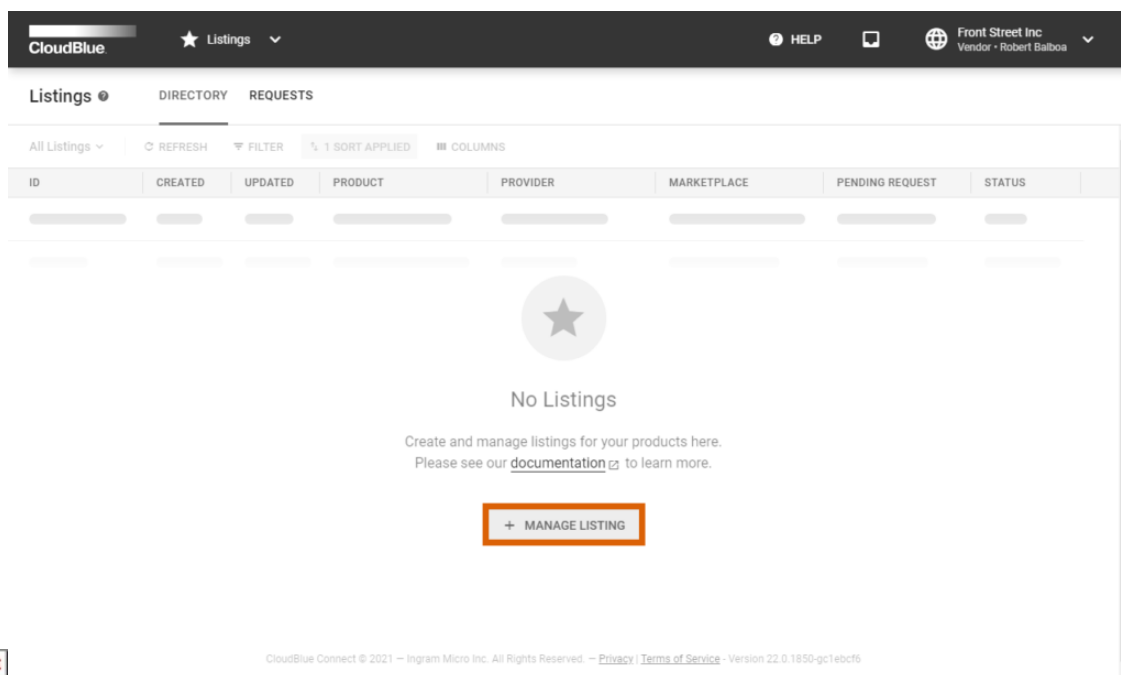 CloudBlue.
Listings
HELP
Front Street Inc
Vendor • Robert Balboa
Listings
DIRECTORY
REQUESTS
All Listings
REFRESH
FILTER
1 SORT APPLIED
COLUMNS
ID
CREATED
UPDATED
PRODUCT
PROVIDER
MARKETPLACE
PENDING REQUEST
STATUS
No Listings
Create and manage listings for your products here.
Please see our documentation to learn more.
+ MANAGE LISTING
CloudBlue Connect © 2021 — Ingram Micro Inc. All Rights Reserved. — Privacy | Terms of Service - Version 22.0.1850-gc1ebcf6